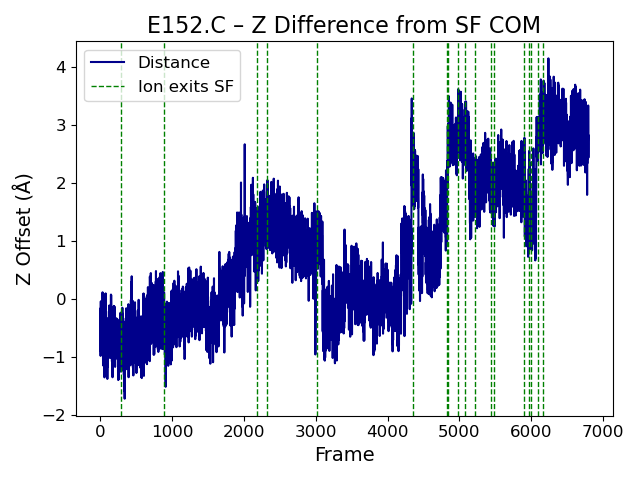 E152.C – Z Difference from SF COM
Distance
Ion exits SF
Z Offset (Å)
4
3
2
1
0
−1
−2
0 1000 2000 3000 4000 5000 6000 7000
Frame